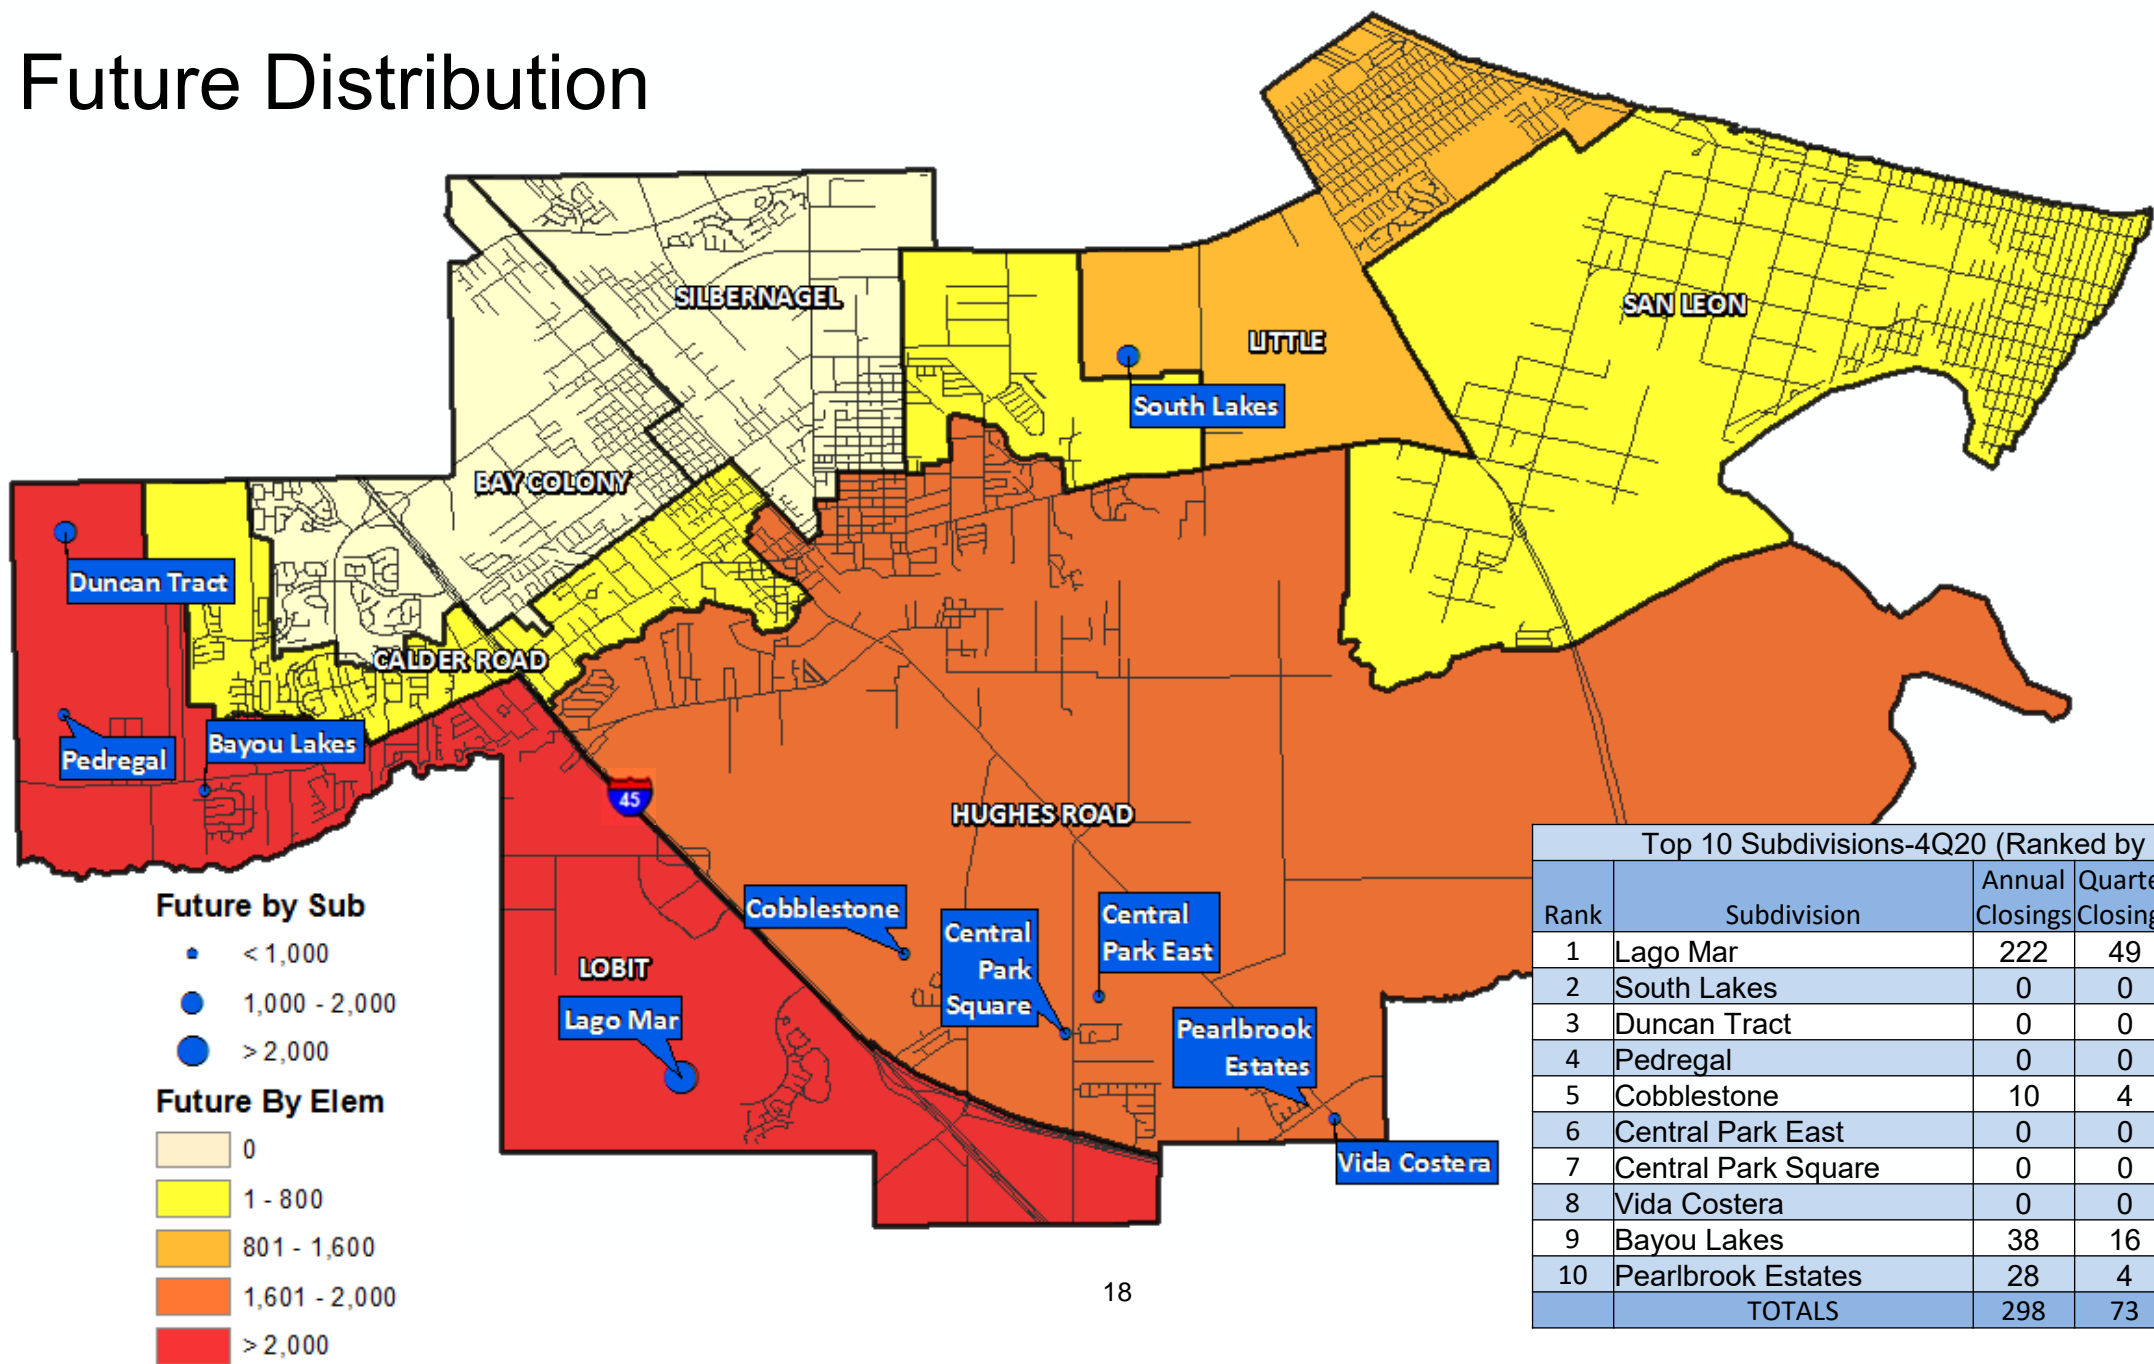 Future Distribution
SILBERNAGEL
SAN LEON
LITTLE
South Lakes
BAY COLONY
Duncan Tract
CALDER ROAD
Bayou Lakes
Pedregal
45
HUGHES ROAD
Cobblestone
Central
Park
Square
Central
Park East
LOBIT
Lago Mar
Pearlbrook
Estates
Vida Costera
Future by Sub
< 1,000
1,000 - 2,000
> 2,000
Future By Elem
0
1 - 800
801 - 1,600
1,601 - 2,000
> 2,000
18
Top 10 Subdivisions-4Q20 (Ranked by
Annual
Rank Subdivision Closings
1 Lago Mar 222 49
2 South Lakes 0 0
3 Duncan Tract 0 0
4 Pedregal 0 0
5 Cobblestone 10 4
6 Central Park East 0 0
7 Central Park Square 0 0
8 Vida Costera 0 0
9 Bayou Lakes 38 16
10 Pearlbrook Estates 28 4
TOTALS 298 73